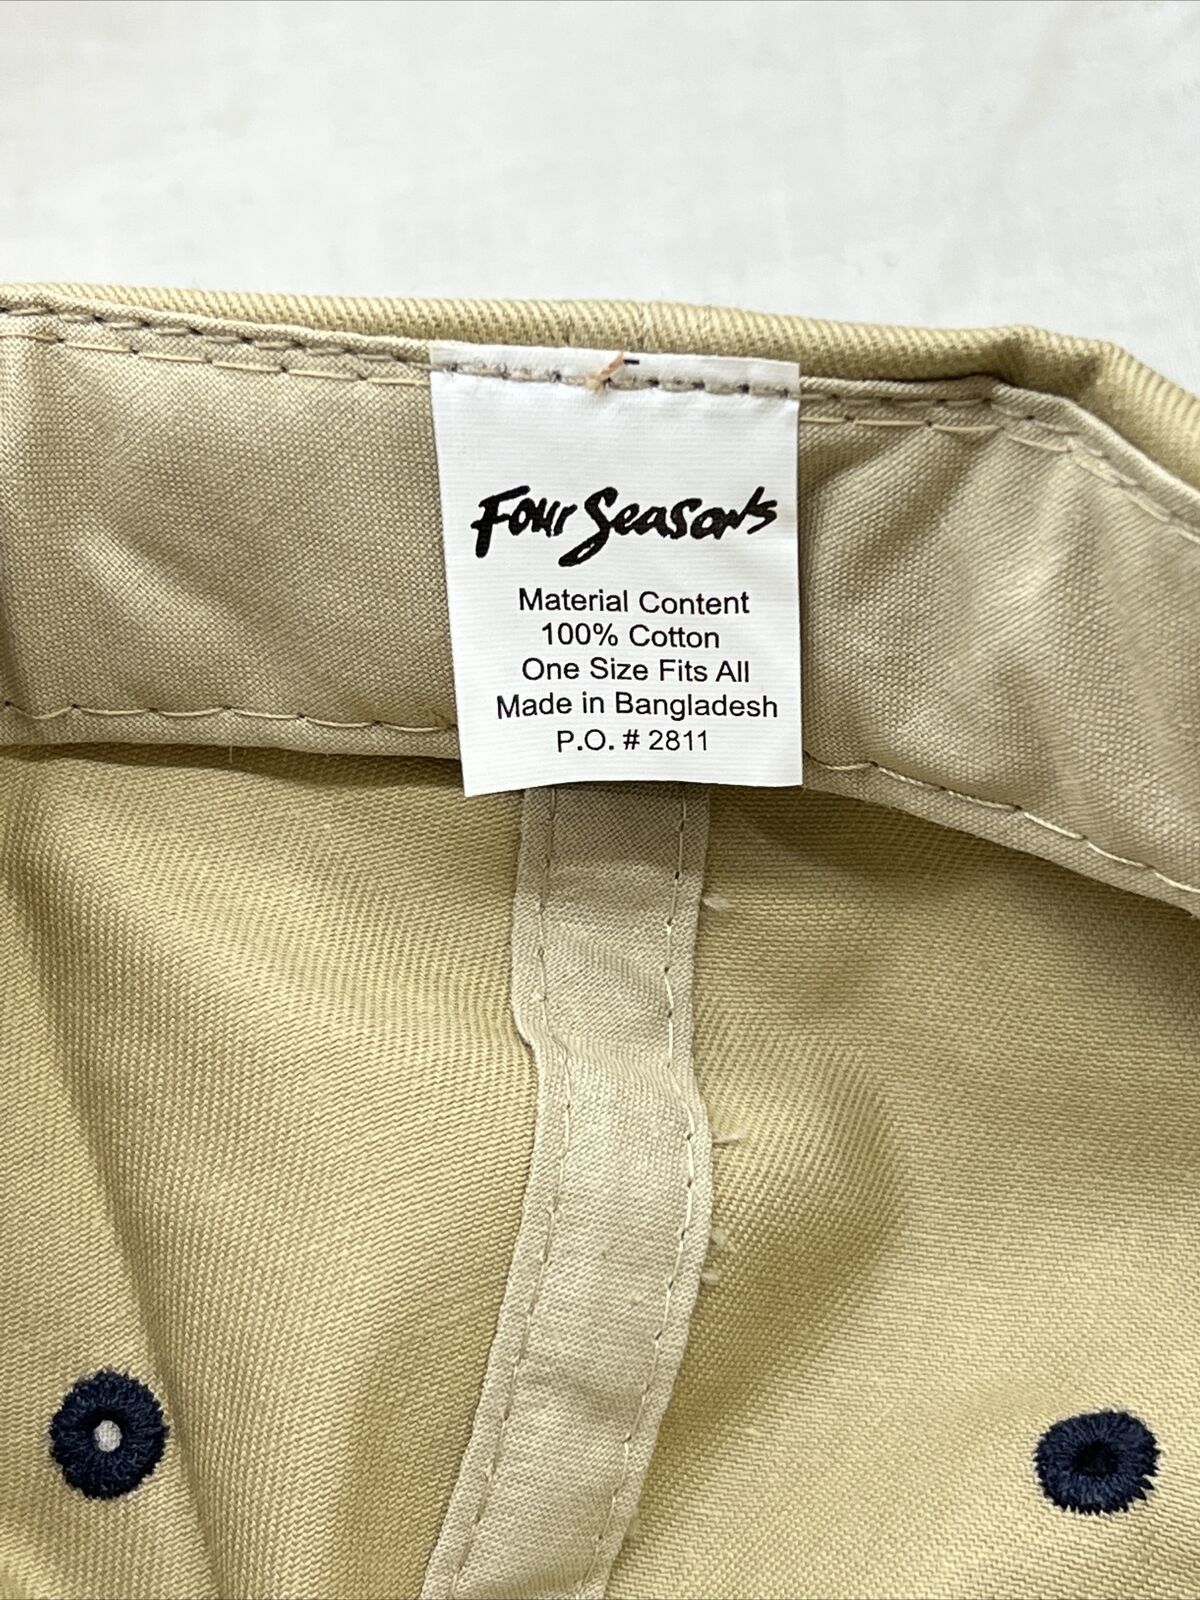 Four Seasons
Material Content
100% Cotton
One Size Fits All
Made in Bangladesh
P.O. # 2811